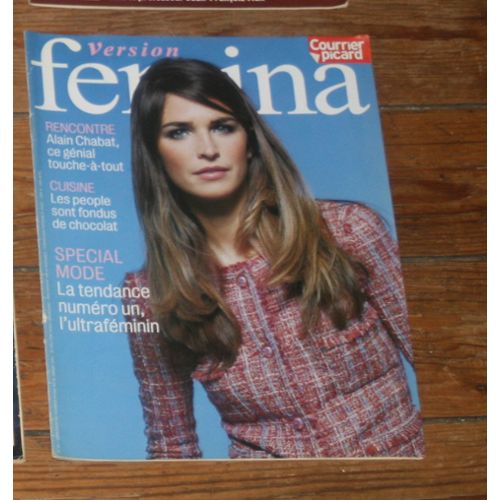 Version
femina
Courrier
picard
RENCONTRE
Alain Chabat,
ce génial
touche-à-tout
CUISINE
Les people
sont fondus
de chocolat
SPECIAL
MODE
La tendance
numéro un,
l'ultraféminin